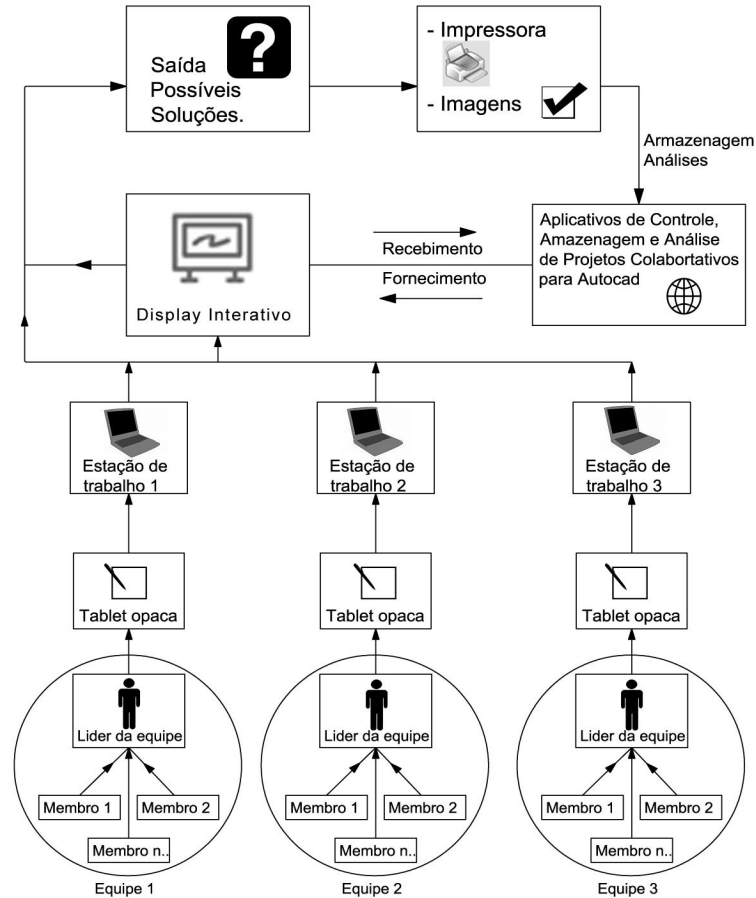 Saída
Possíveis
Soluções.
- Impressora
- Imagens
Armazenagem
Análises
Display Interativo
Recebimento
Fornecimento
Aplicativos de Controle,
Amazenagem e Análise
de Projetos Colabortativos
para Autocad
Estação de
trabalho 1
Estação de
trabalho 2
Estação de
trabalho 3
Tablet opaca
Tablet opaca
Tablet opaca
Lider da equipe
Lider da equipe
Lider da equipe
Membro 1
Membro 2
Membro n..
Membro 1
Membro 2
Membro n..
Membro 1
Membro 2
Membro n..
Equipe 1
Equipe 2
Equipe 3